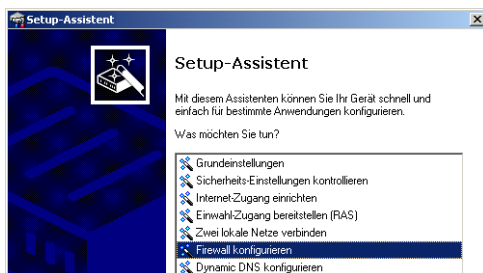 Setup-Assistent
Setup-Assistent
Mit diesem Assistenten können Sie Ihr Gerät schnell und
einfach für bestimmte Anwendungen konfigurieren.
Was möchten Sie tun?
Grundeinstellungen
Sicherheits-Einstellungen kontrollieren
Internet-Zugang einrichten
Einwahl-Zugang bereitstellen (RAS)
Zwei lokale Netze verbinden
Firewall konfigurieren
Dynamic DNS konfigurieren